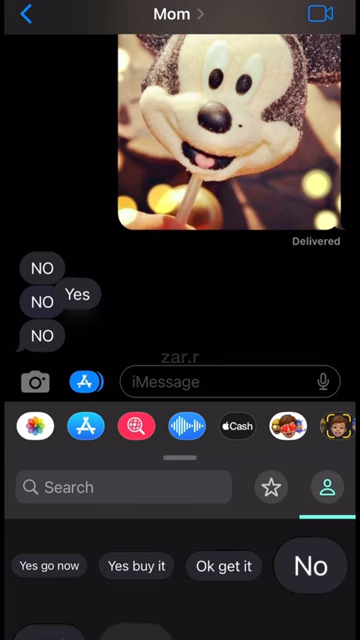 Mom
Delivered
NO
NO Yes
NO
zar.r
iMessage
Cash
Search
Yes go now
Yes buy it
Ok get it
No